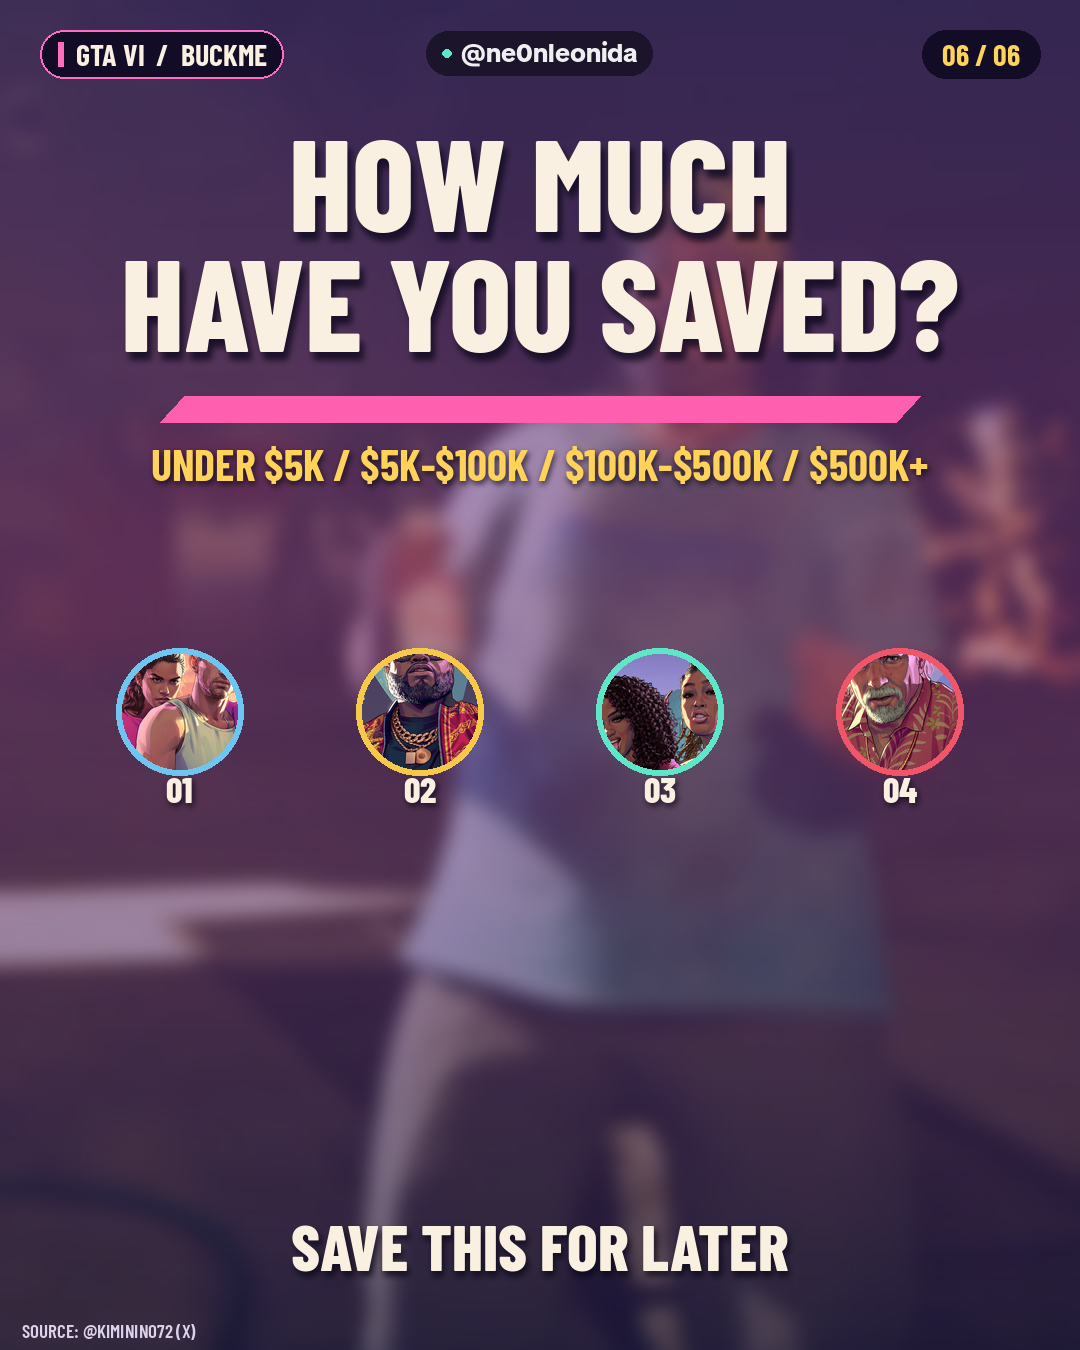 GTA VI / BUCKME
@ne0nleonida
06 / 06
HOW MUCH
HAVE YOU SAVED?
UNDER $5K / $5K-$100K / $100K-$500K / $500K+
01
02
03
04
SAVE THIS FOR LATER
SOURCE: @KIMININO72 (X)